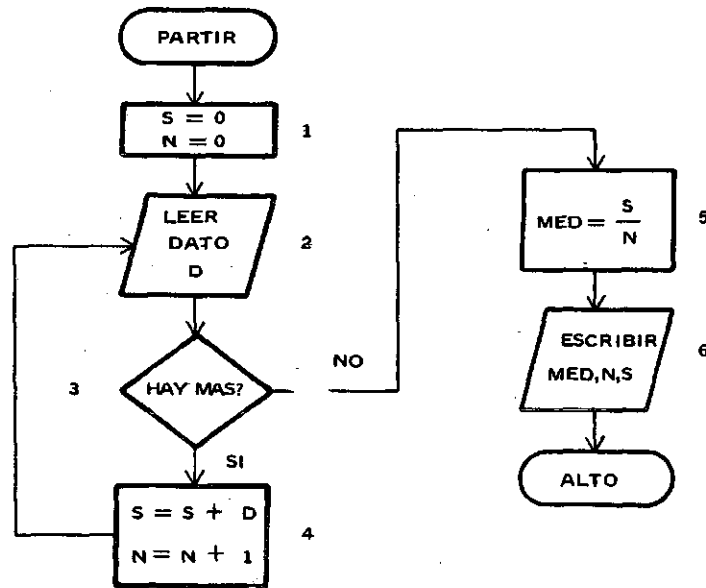 PARTIR
S = 0
N = 0
1
LEER
DATO
D
2
HAY MAS?
3
NO
SI
S = S + D
N = N + 1
4
MED = S
N
5
ESCRIBIR
MED,N,S
6
ALTO